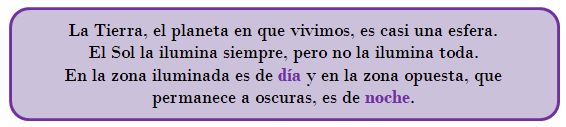 La Tierra, el planeta en que vivimos, es casi una esfera.
El Sol la ilumina siempre, pero no la ilumina toda.
En la zona iluminada es de día y en la zona opuesta, que
permanece a oscuras, es de noche.